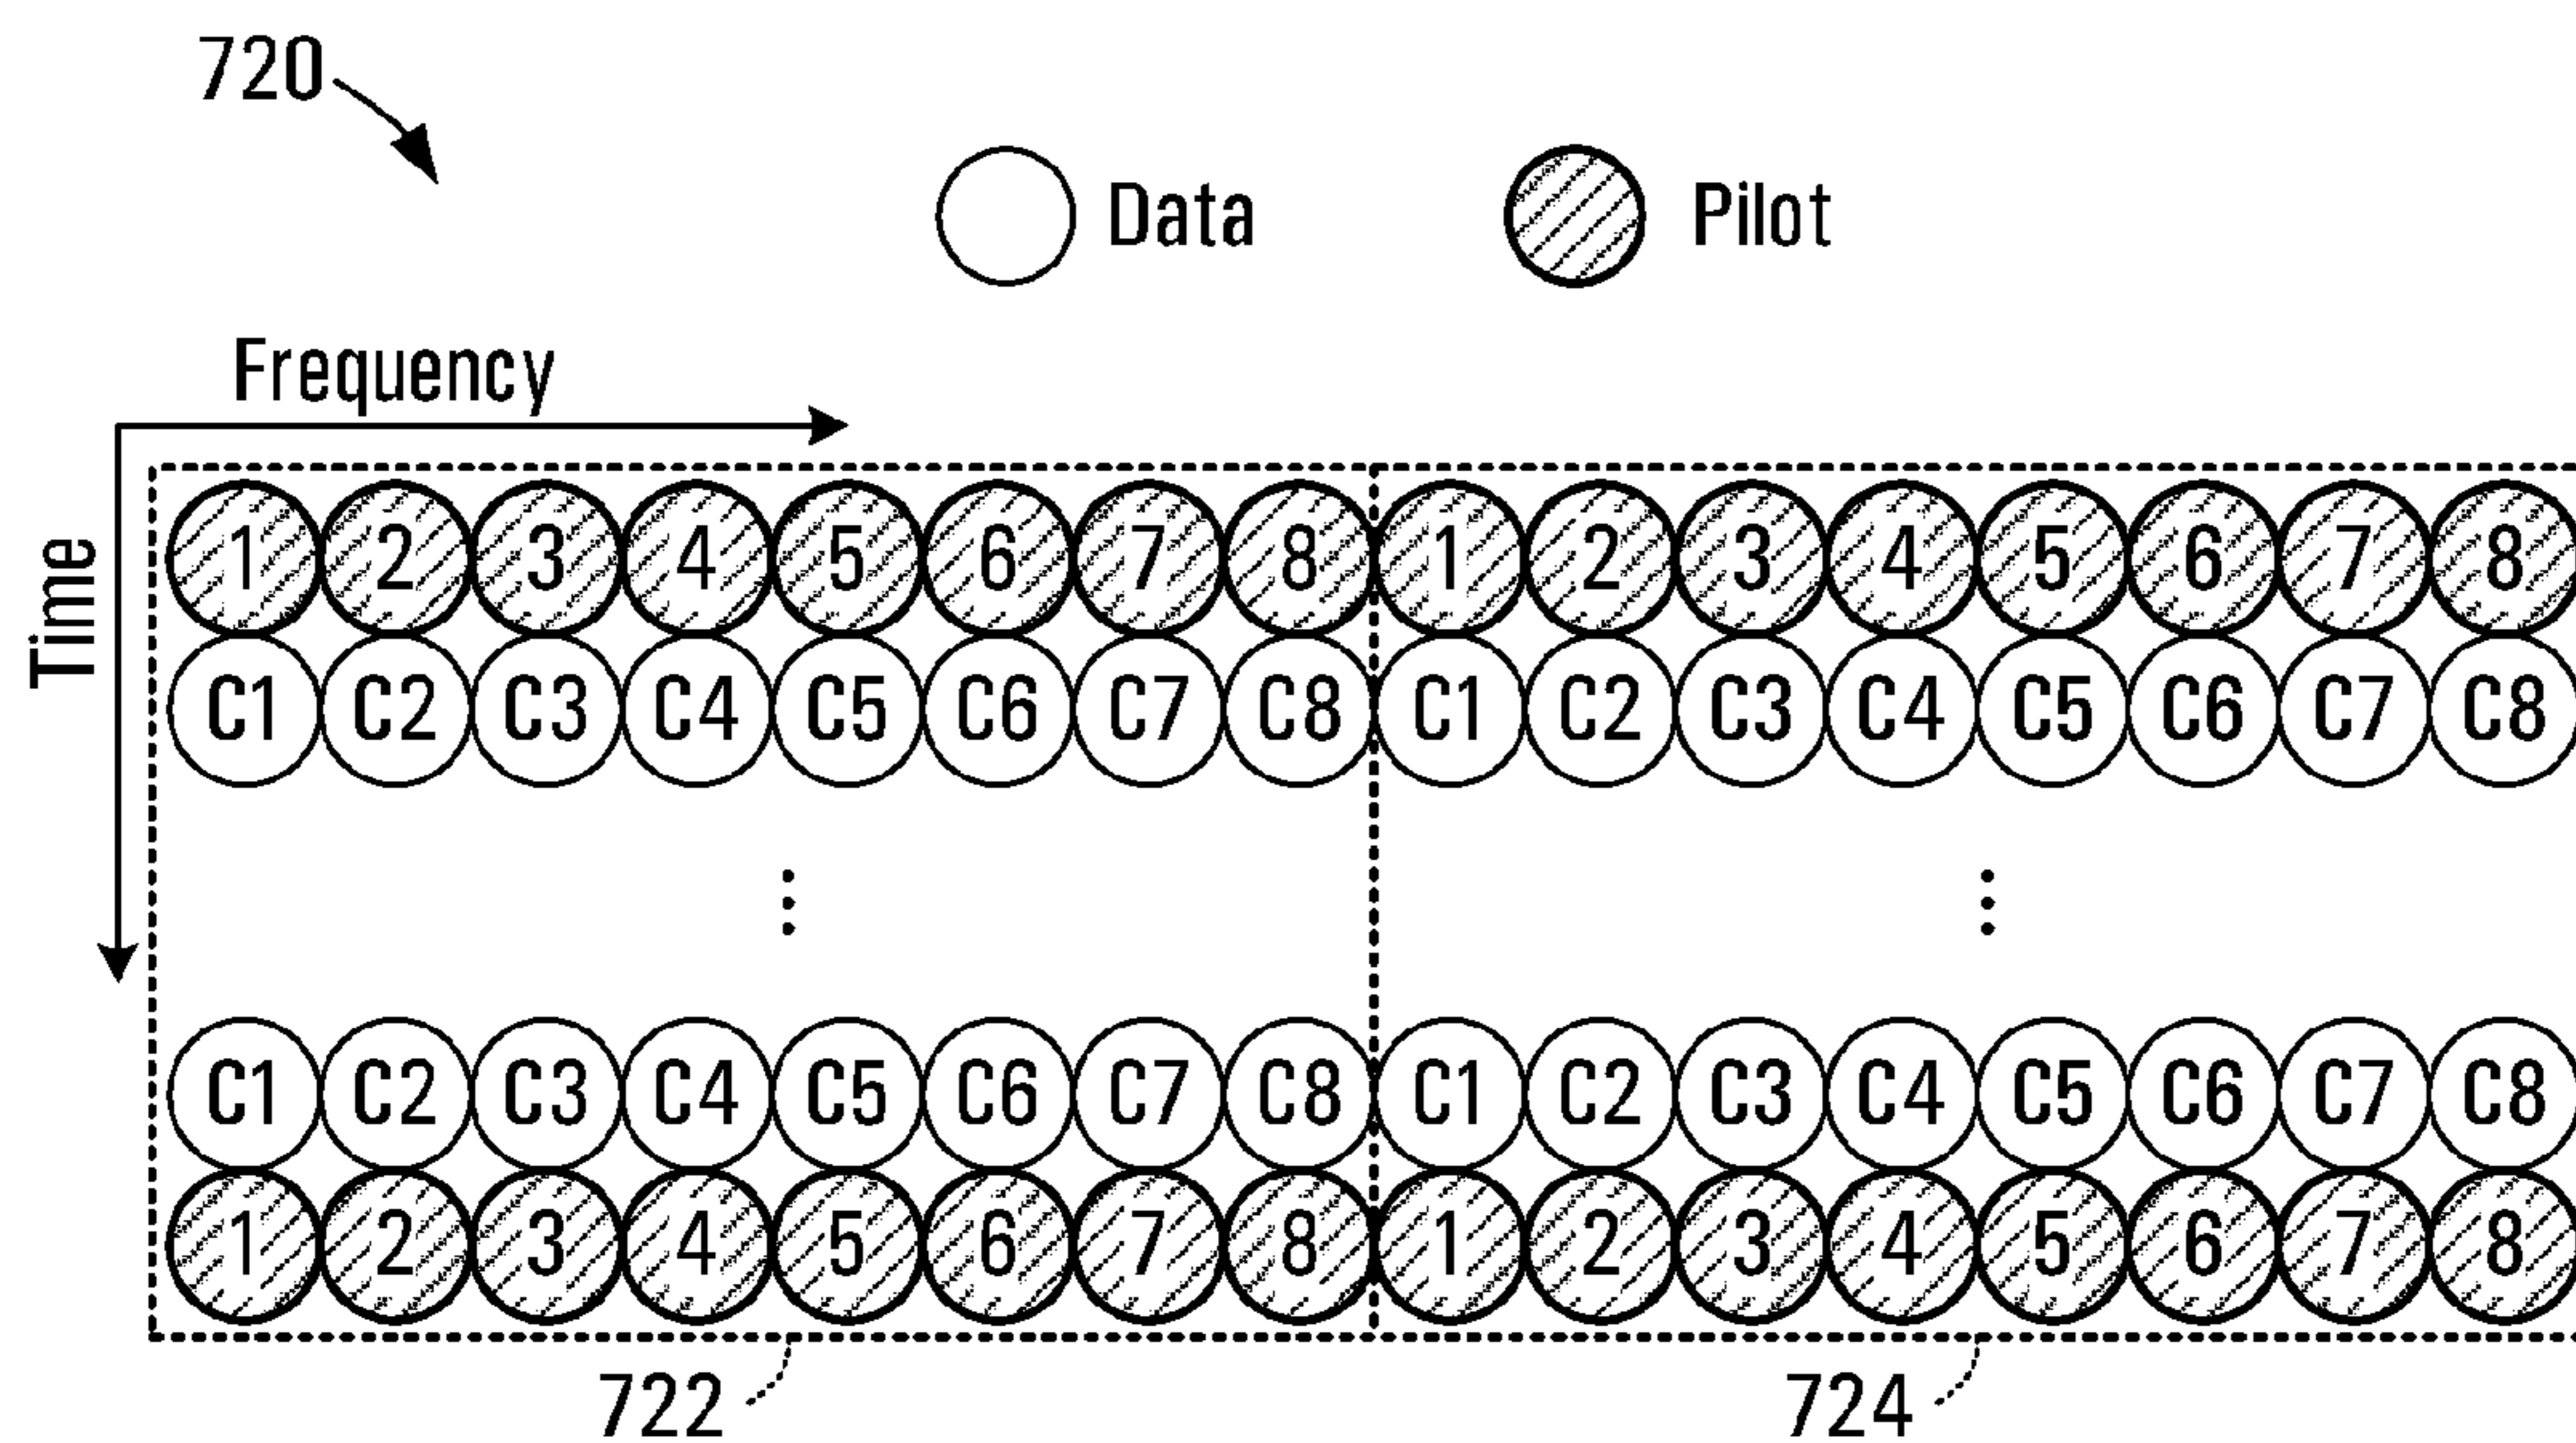 720
Data Pilot
Frequency
Time
1 2 3 4 5 6 7 8 1 2 3 4 5 6 7 8
C1 C2 C3 C4 C5 C6 C7 C8 C1 C2 C3 C4 C5 C6 C7 C8
C1 C2 C3 C4 C5 C6 C7 C8 C1 C2 C3 C4 C5 C6 C7 C8
1 2 3 4 5 6 7 8 1 2 3 4 5 6 7 8
722 724